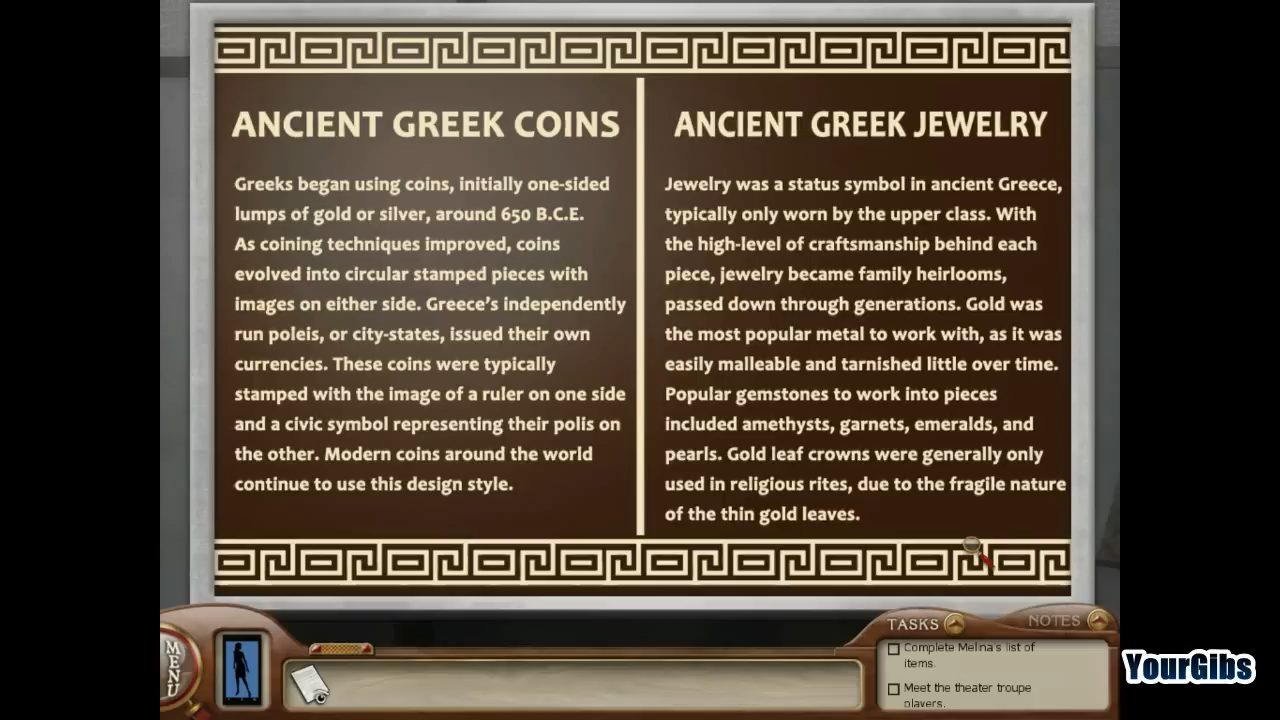 ANCIENT GREEK COINS
Greeks began using coins, initially one-sided
lumps of gold or silver, around 650 B.C.E.
As coining techniques improved, coins
evolved into circular stamped pieces with
images on either side. Greece's independently
run poleis, or city-states, issued their own
currencies. These coins were typically
stamped with the image of a ruler on one side
and a civic symbol representing their polis on
the other. Modern coins around the world
continue to use this design style.
ANCIENT GREEK JEWELRY
Jewelry was a status symbol in ancient Greece,
typically only worn by the upper class. With
the high-level of craftsmanship behind each
piece, jewelry became family heirlooms,
passed down through generations. Gold was
the most popular metal to work with, as it was
easily malleable and tarnished little over time.
Popular gemstones to work into pieces
included amethysts, garnets, emeralds, and
pearls. Gold leaf crowns were generally only
used in religious rites, due to the fragile nature
of the thin gold leaves.
MENU
TASKS
NOTES
Complete Melina's list of
items.
Meet the theater troupe
players.
YourGibs